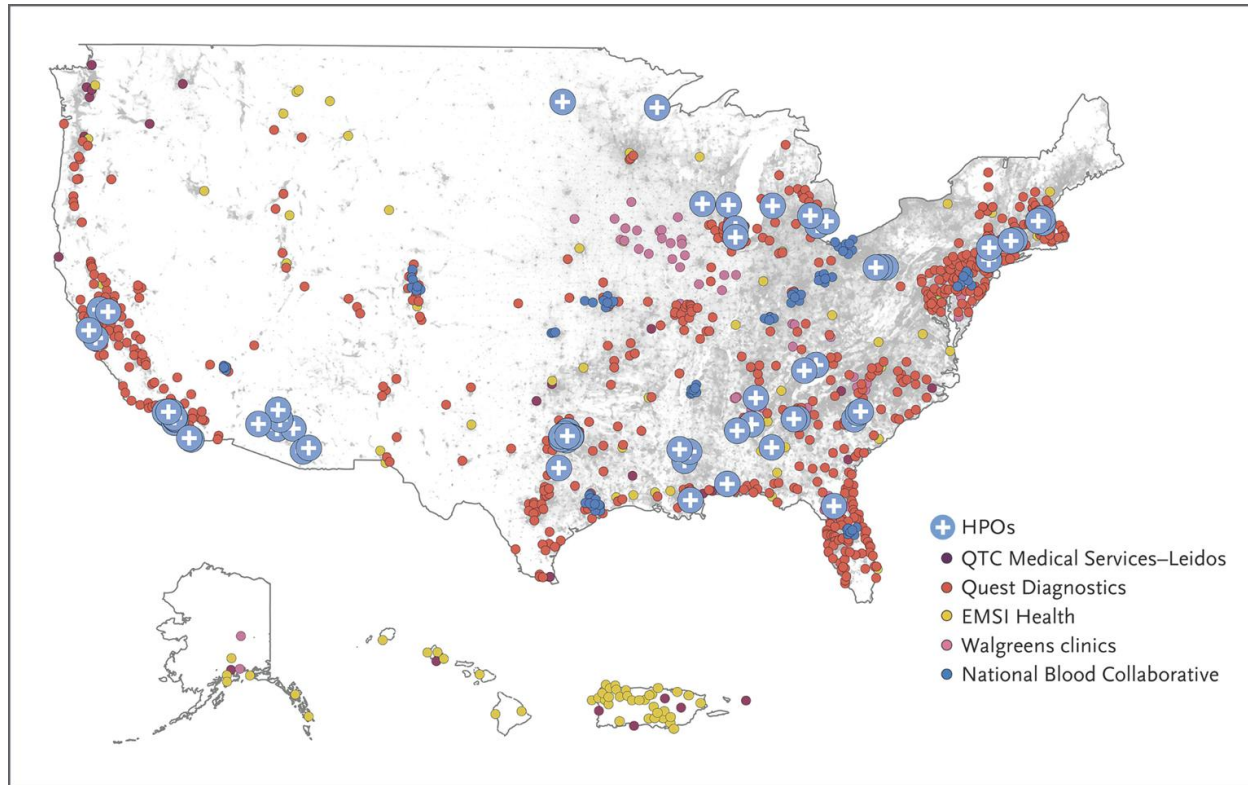 HPOs
QTC Medical Services–Leidos
Quest Diagnostics
EMSI Health
Walgreens clinics
National Blood Collaborative